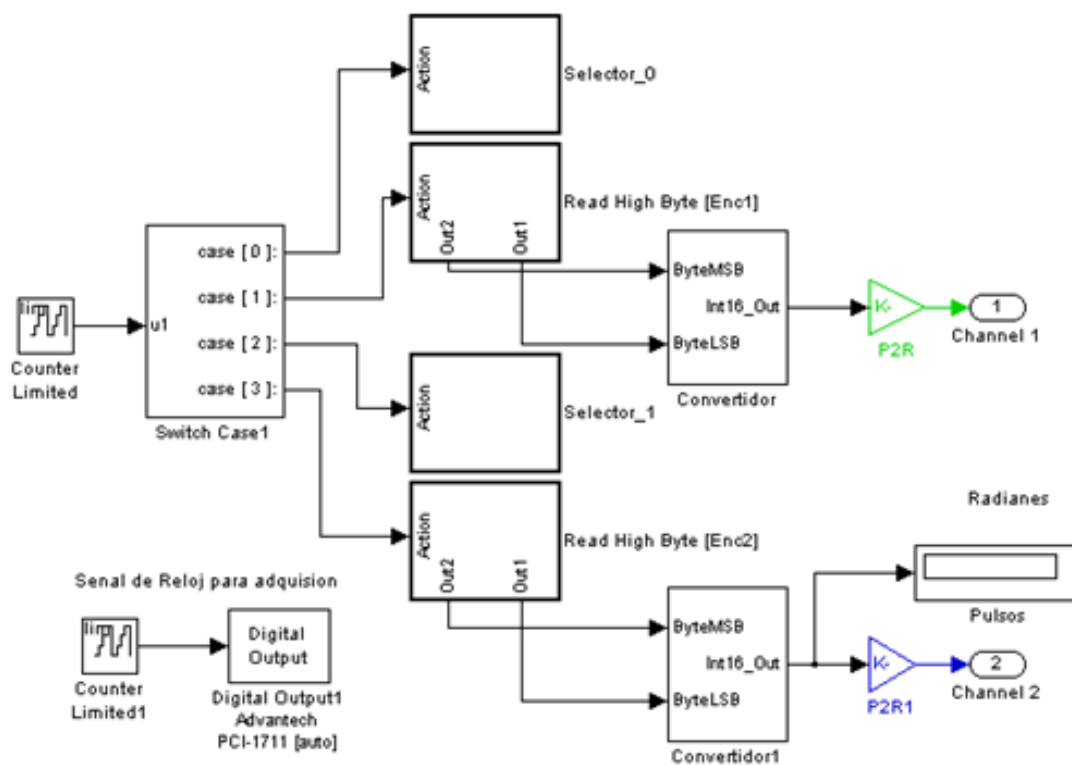 Action
Selector_0
Action
Out2
Out1
Read High Byte [Enc1]
u1
case [ 0 ]:
case [ 1 ]:
case [ 2 ]:
case [ 3 ]:
Switch Case1
Counter
Limited
ByteMSB
Int16_Out
ByteLSB
Convertidor
K-
P2R
1
Channel 1
Action
Selector_1
Action
Out2
Out1
Read High Byte [Enc2]
Radianes
Pulsos
Senal de Reloj para adquision
Counter
Limited1
Digital
Output
Digital Output1
Advantech
PCI-1711 [auto]
ByteMSB
Int16_Out
ByteLSB
Convertidor1
K-
P2R1
2
Channel 2